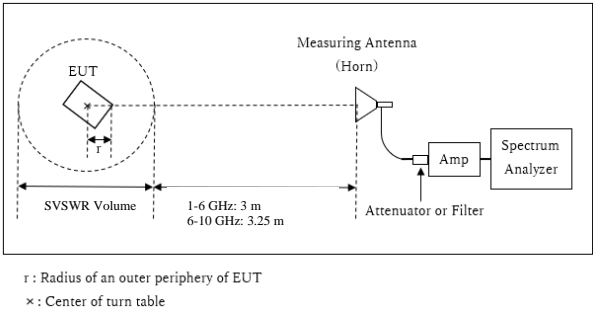 Measuring Antenna
(Horn)
EUT
r
Amp
Spectrum
Analyzer
SVSWR Volume
1-6 GHz: 3 m
6-10 GHz: 3.25 m
Attenuator or Filter
r : Radius of an outer periphery of EUT
× : Center of turn table